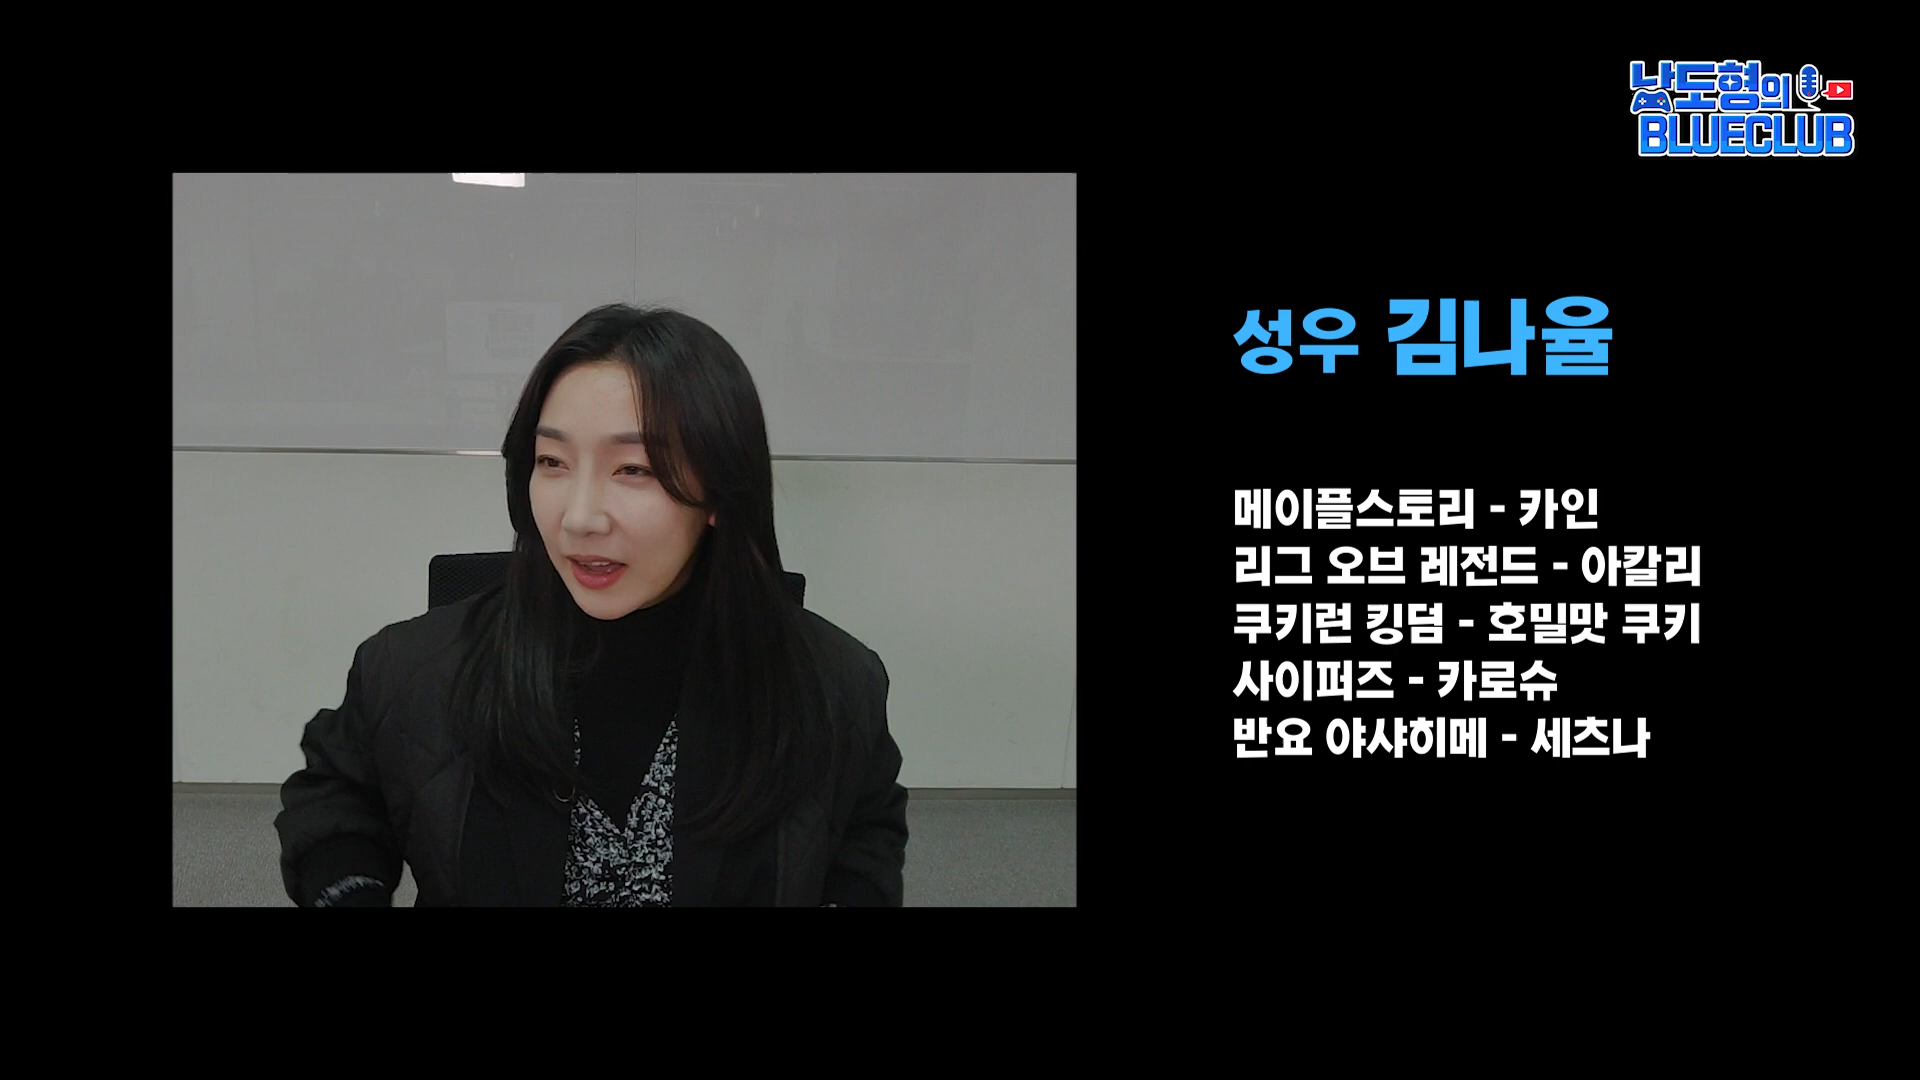 남도형의
BLUECLUB
성우 김나율
메이플스토리 - 카인
리그 오브 레전드 - 아칼리
쿠키런 킹덤 - 호밀맛 쿠키
사이퍼즈 - 카로슈
반요 야샤히메 - 세츠나